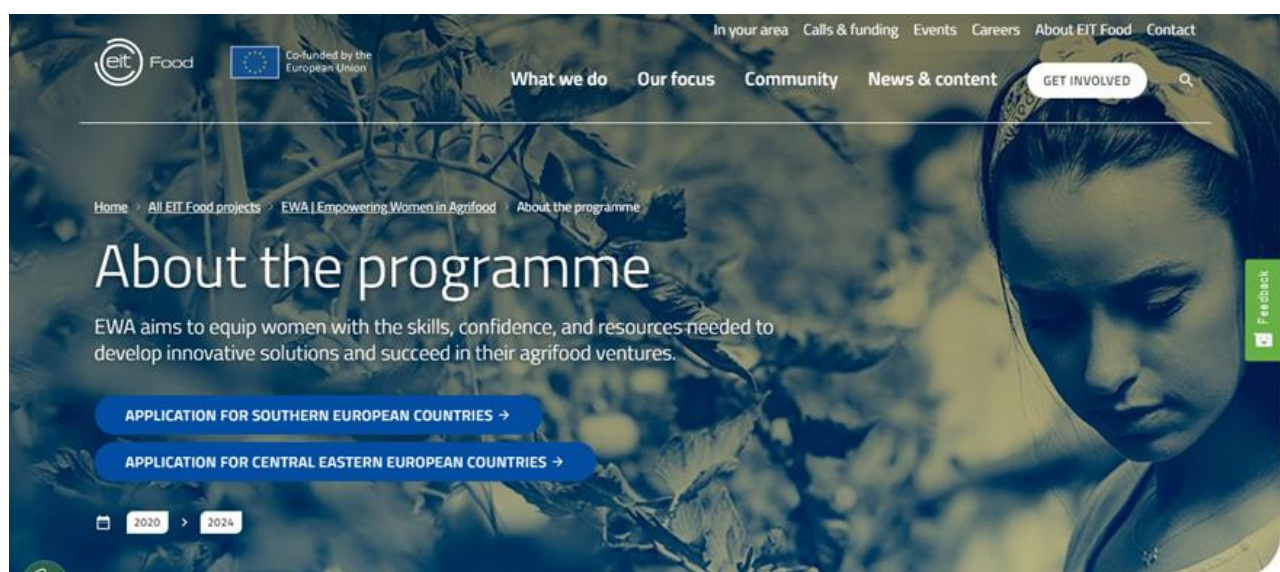 In your area Calls & funding Events Careers About EIT Food Contact
eit Food
Co-funded by the
European Union
What we do Our focus Community News & content GET INVOLVED
Home > All EIT Food projects > EWA | Empowering Women in Agrifood > About the programme
About the programme
EWA aims to equip women with the skills, confidence, and resources needed to
develop innovative solutions and succeed in their agrifood ventures.
APPLICATION FOR SOUTHERN EUROPEAN COUNTRIES →
APPLICATION FOR CENTRAL EASTERN EUROPEAN COUNTRIES →
2020 > 2024
Feedback